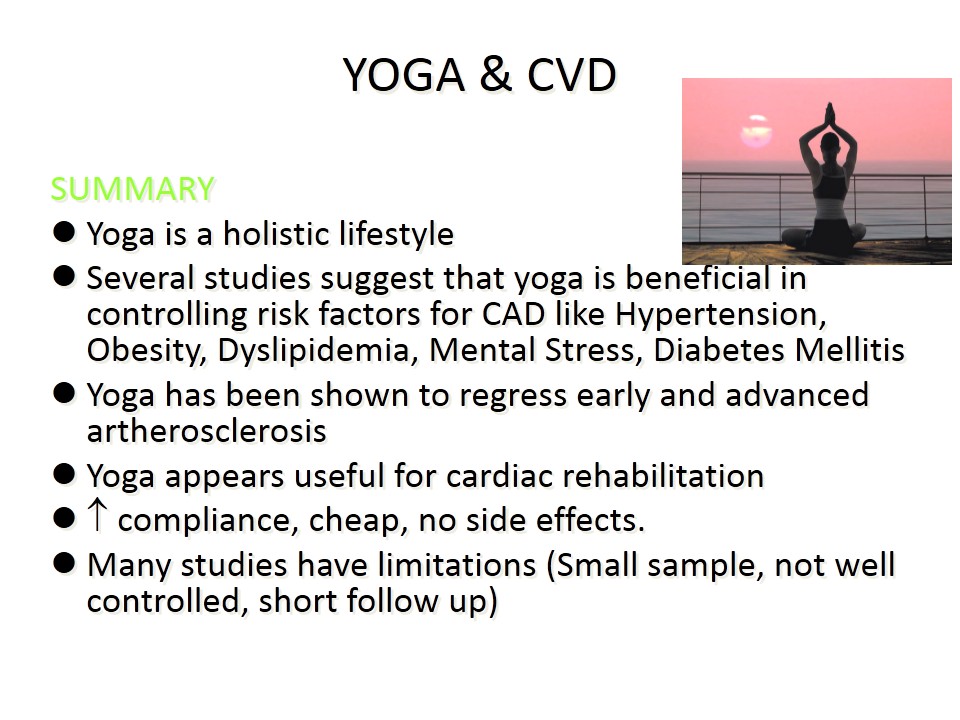 YOGA & CVD
SUMMARY
● Yoga is a holistic lifestyle
● Several studies suggest that yoga is beneficial in
controlling risk factors for CAD like Hypertension,
Obesity, Dyslipidemia, Mental Stress, Diabetes Mellitis
● Yoga has been shown to regress early and advanced
artherosclerosis
● Yoga appears useful for cardiac rehabilitation
● ↑ compliance, cheap, no side effects.
● Many studies have limitations (Small sample, not well
controlled, short follow up)